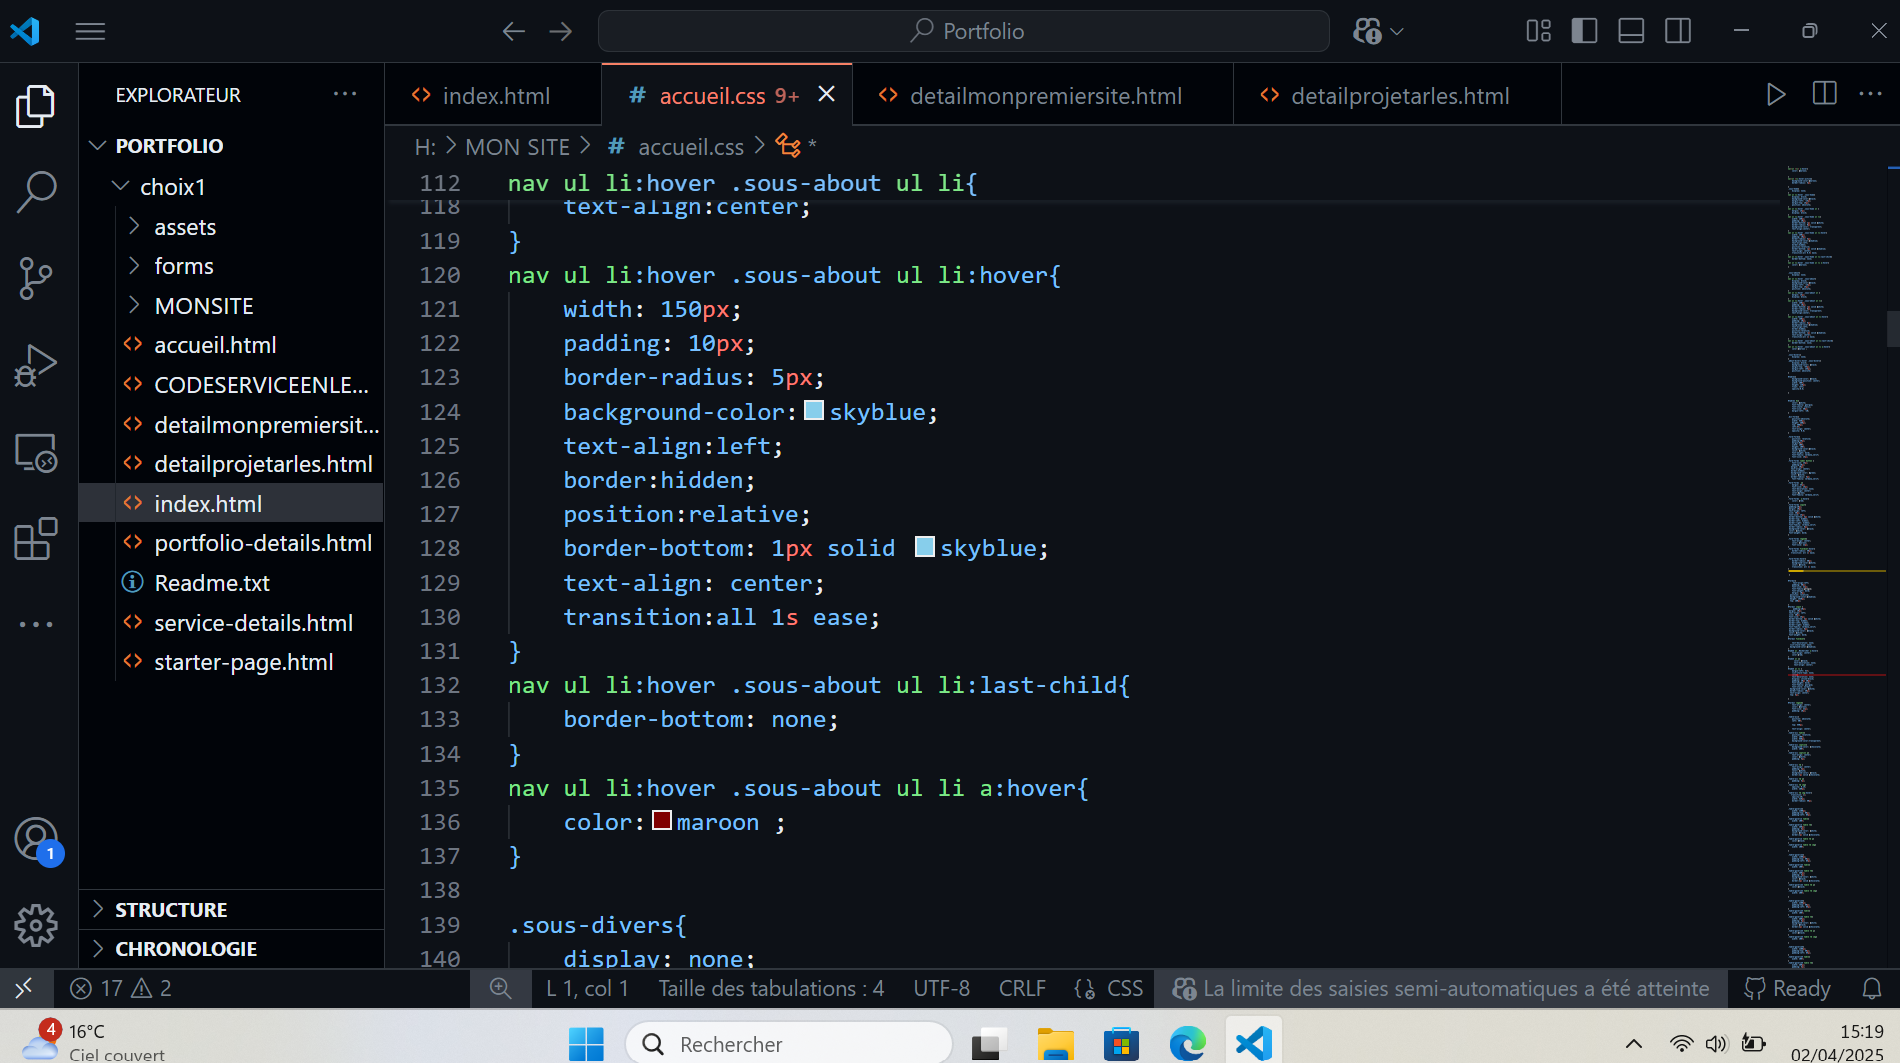 Portfolio
EXPLORATEUR
index.html
accueil.css 9+
detailmonpremiersite.html
detailprojetarles.html
PORTFOLIO
choix1
assets
forms
MONSITE
accueil.html
CODESERVICEENLE...
detailmonpremiersit...
detailprojetarles.html
index.html
portfolio-details.html
Readme.txt
service-details.html
starter-page.html
STRUCTURE
CHRONOLOGIE
1
H: > MON SITE > # accueil.css > *
112 nav ul li:hover .sous-about ul li{
118 text-align:center;
119 }
120 nav ul li:hover .sous-about ul li:hover{
121 width: 150px;
122 padding: 10px;
123 border-radius: 5px;
124 background-color: skyblue;
125 text-align:left;
126 border:hidden;
127 position:relative;
128 border-bottom: 1px solid skyblue;
129 text-align: center;
130 transition:all 1s ease;
131 }
132 nav ul li:hover .sous-about ul li:last-child{
133 border-bottom: none;
134 }
135 nav ul li:hover .sous-about ul li a:hover{
136 color: maroon ;
137 }
138
139 .sous-divers{
140 display: none;
17 2
L 1, col 1
Taille des tabulations : 4
UTF-8
CRLF
CSS
La limite des saisies semi-automatiques a été atteinte
Ready
4
16°C
Ciel couvert
Rechercher
15:19
02/04/2025